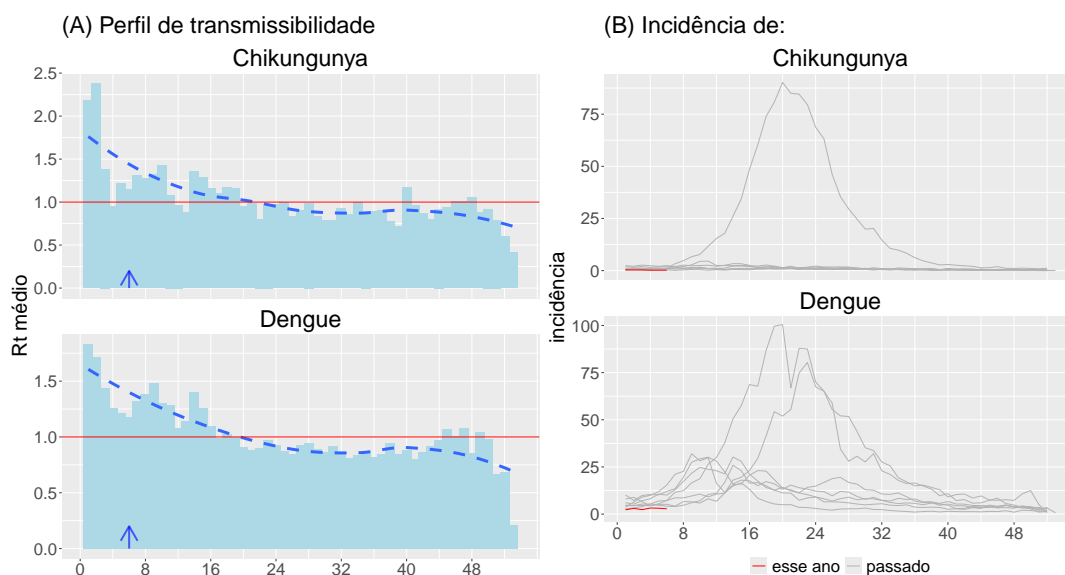 (A) Perfil de transmissibilidade
Chikungunya
2.5
2.0
1.5
1.0
0.5
0.0
Dengue
1.5
1.0
0.5
0.0
0 8 16 24 32 40 48
Rt médio
(B) Incidência de:
Chikungunya
75
50
25
0
Dengue
100
75
50
25
0
0 8 16 24 32 40 48
incidência
esse ano passado